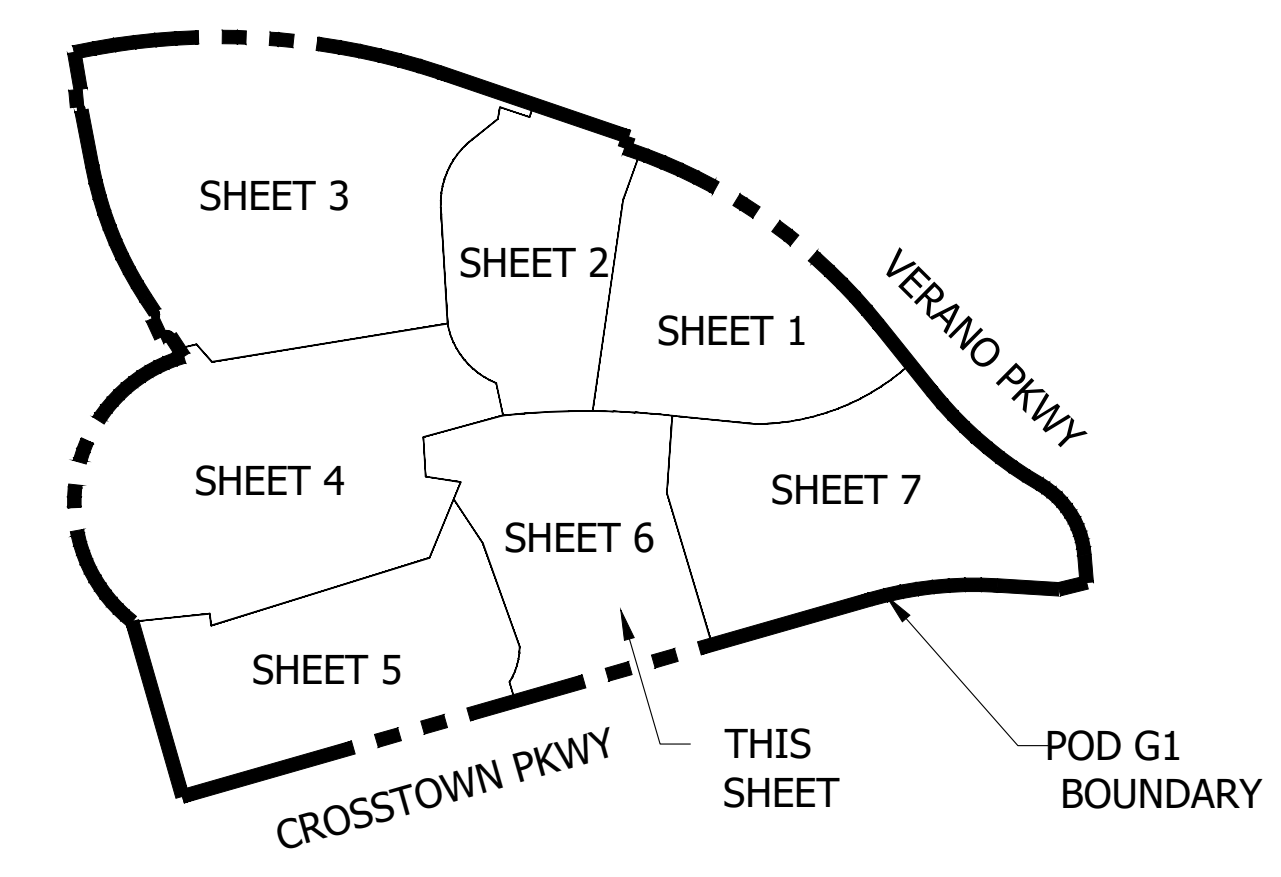 SHEET 3
SHEET 2
SHEET 1
VERANO PKWY
SHEET 4
SHEET 7
SHEET 6
SHEET 5
CROSSTOWN PKWY
THIS
SHEET
POD G1
BOUNDARY